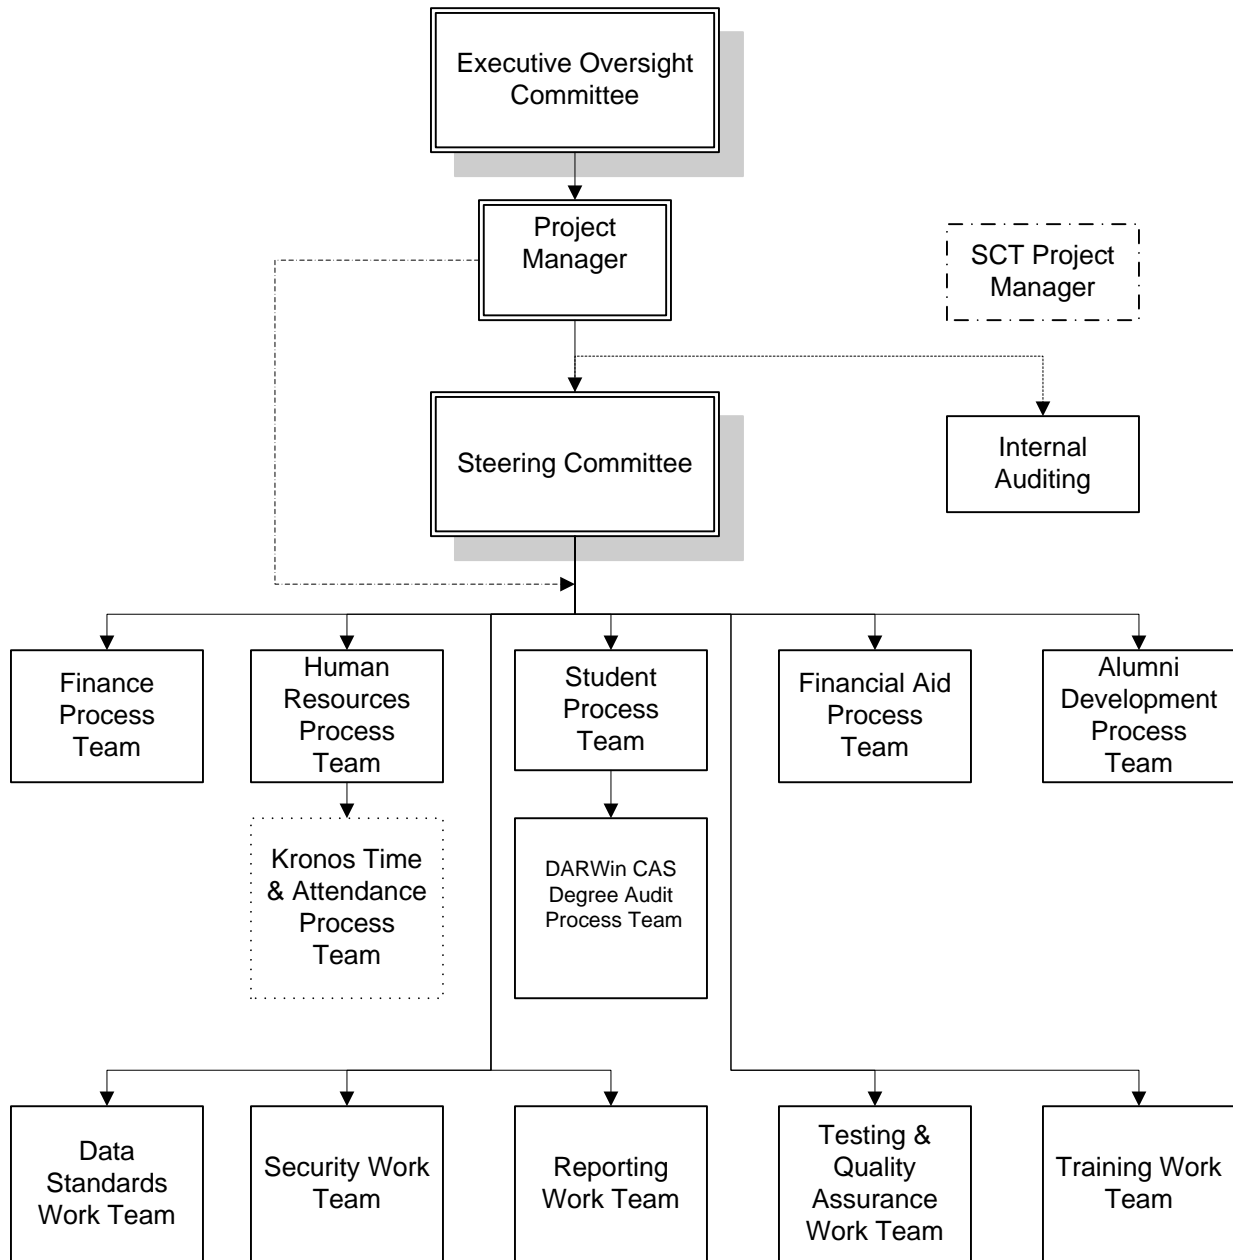 Executive Oversight
Committee
Project
Manager
SCT Project
Manager
Steering Committee
Internal
Auditing
Finance
Process
Team
Human
Resources
Process
Team
Student
Process
Team
Financial Aid
Process
Team
Alumni
Development
Process
Team
Kronos Time
& Attendance
Process
Team
DARWin CAS
Degree Audit
Process Team
Data
Standards
Work Team
Security Work
Team
Reporting
Work Team
Testing &
Quality
Assurance
Work Team
Training Work
Team